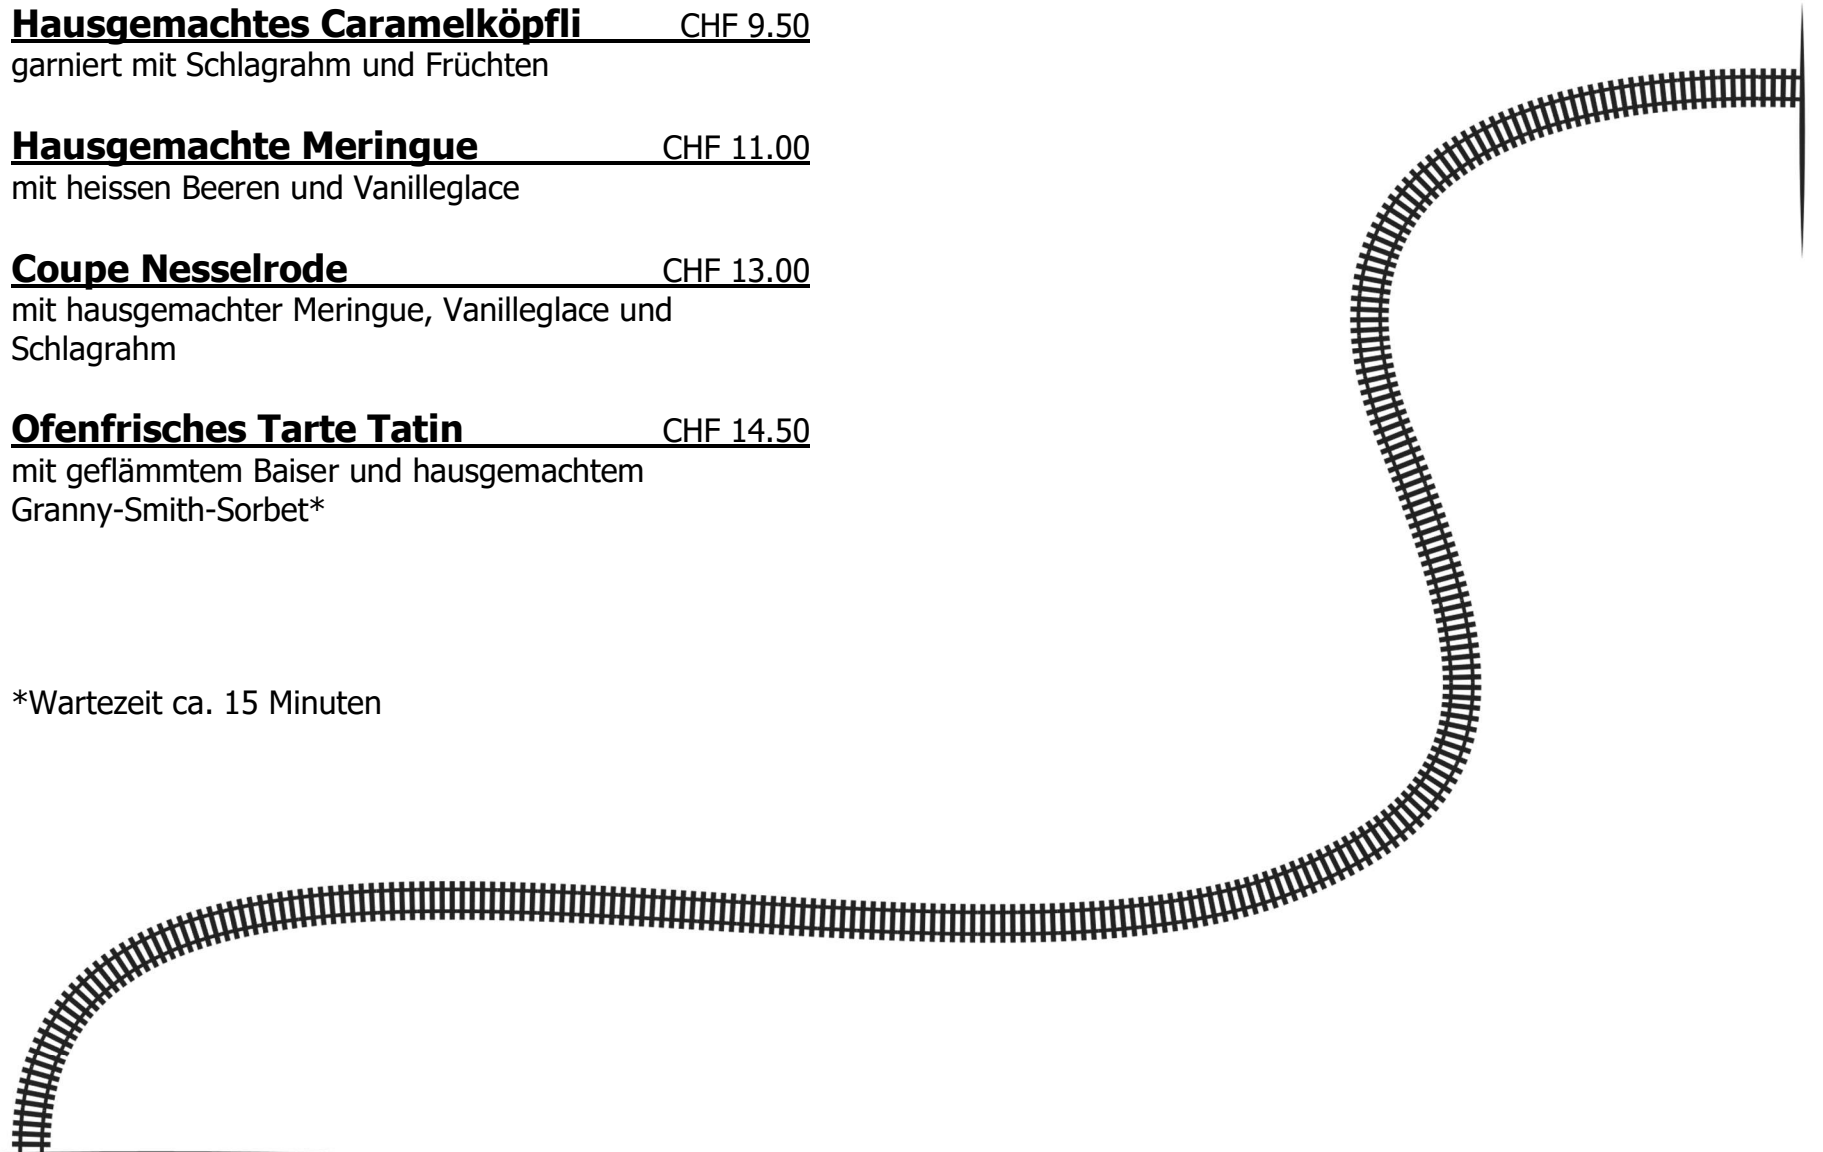 Hausgemachtes Caramelköpfli CHF 9.50
garniert mit Schlagrahm und Früchten
Hausgemachte Meringue CHF 11.00
mit heissen Beeren und Vanilleglace
Coupe Nesselrode CHF 13.00
mit hausgemachter Meringue, Vanilleglace und
Schlagrahm
Ofenfrisches Tarte Tatin CHF 14.50
mit geflämmtem Baiser und hausgemachtem
Granny-Smith-Sorbet*
*Wartezeit ca. 15 Minuten